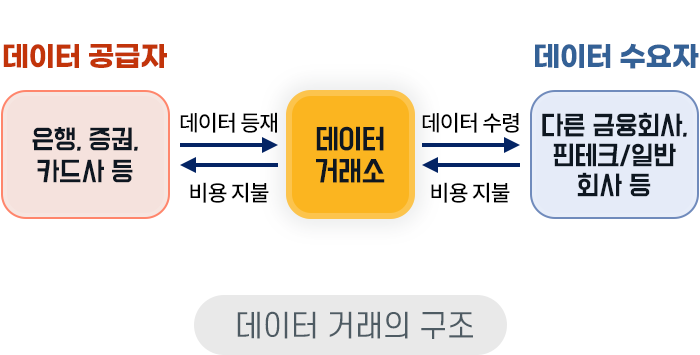 데이터 공급자
데이터 수요자
은행, 증권,
카드사 등
데이터 등재
비용 지불
데이터
거래소
데이터 수령
비용 지불
다른 금융회사,
핀테크/일반
회사 등
데이터 거래의 구조